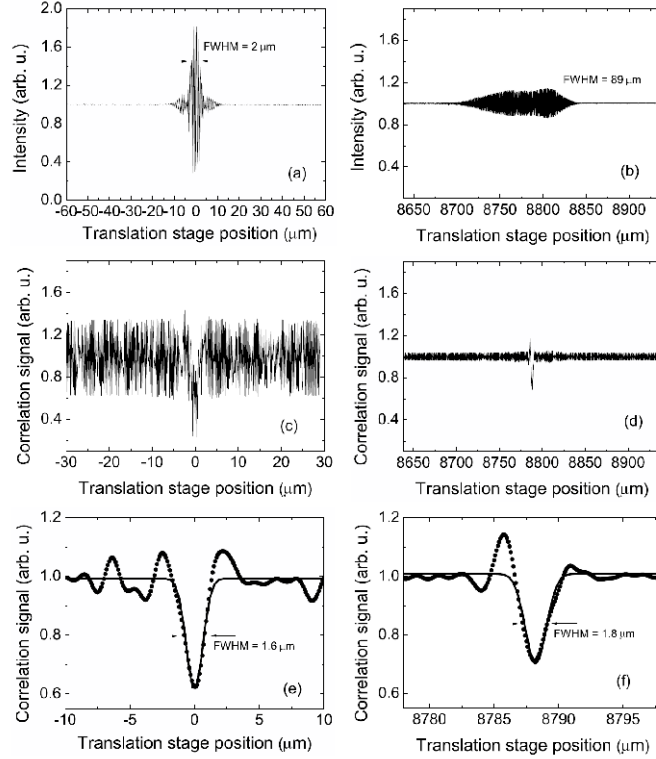 2.0
1.6
1.2
0.8
0.4
0.0
Intensity (arb. u.)
FWHM = 2 μm
(a)
-60 -50 -40 -30 -20 -10 0 10 20 30 40 50 60
Translation stage position (μm)
1.6
1.2
0.8
0.4
Intensity (arb. u.)
FWHM = 89 μm
(b)
8650 8700 8750 8800 8850 8900
Translation stage position (μm)
1.6
1.2
0.8
0.4
Correlation signal (arb. u.)
(c)
-30 -20 -10 0 10 20 30
Translation stage position (μm)
1.6
1.2
0.8
0.4
Correlation signal (arb. u.)
(d)
8650 8700 8750 8800 8850 8900
Translation stage position (μm)
1.2
1.0
0.8
0.6
Correlation signal (arb. u.)
FWHM = 1.6 μm
(e)
-10 -5 0 5 10
Translation stage position (μm)
1.2
1.0
0.8
0.6
Correlation signal (arb. u.)
FWHM = 1.8 μm
(f)
8780 8785 8790 8795
Translation stage position (μm)